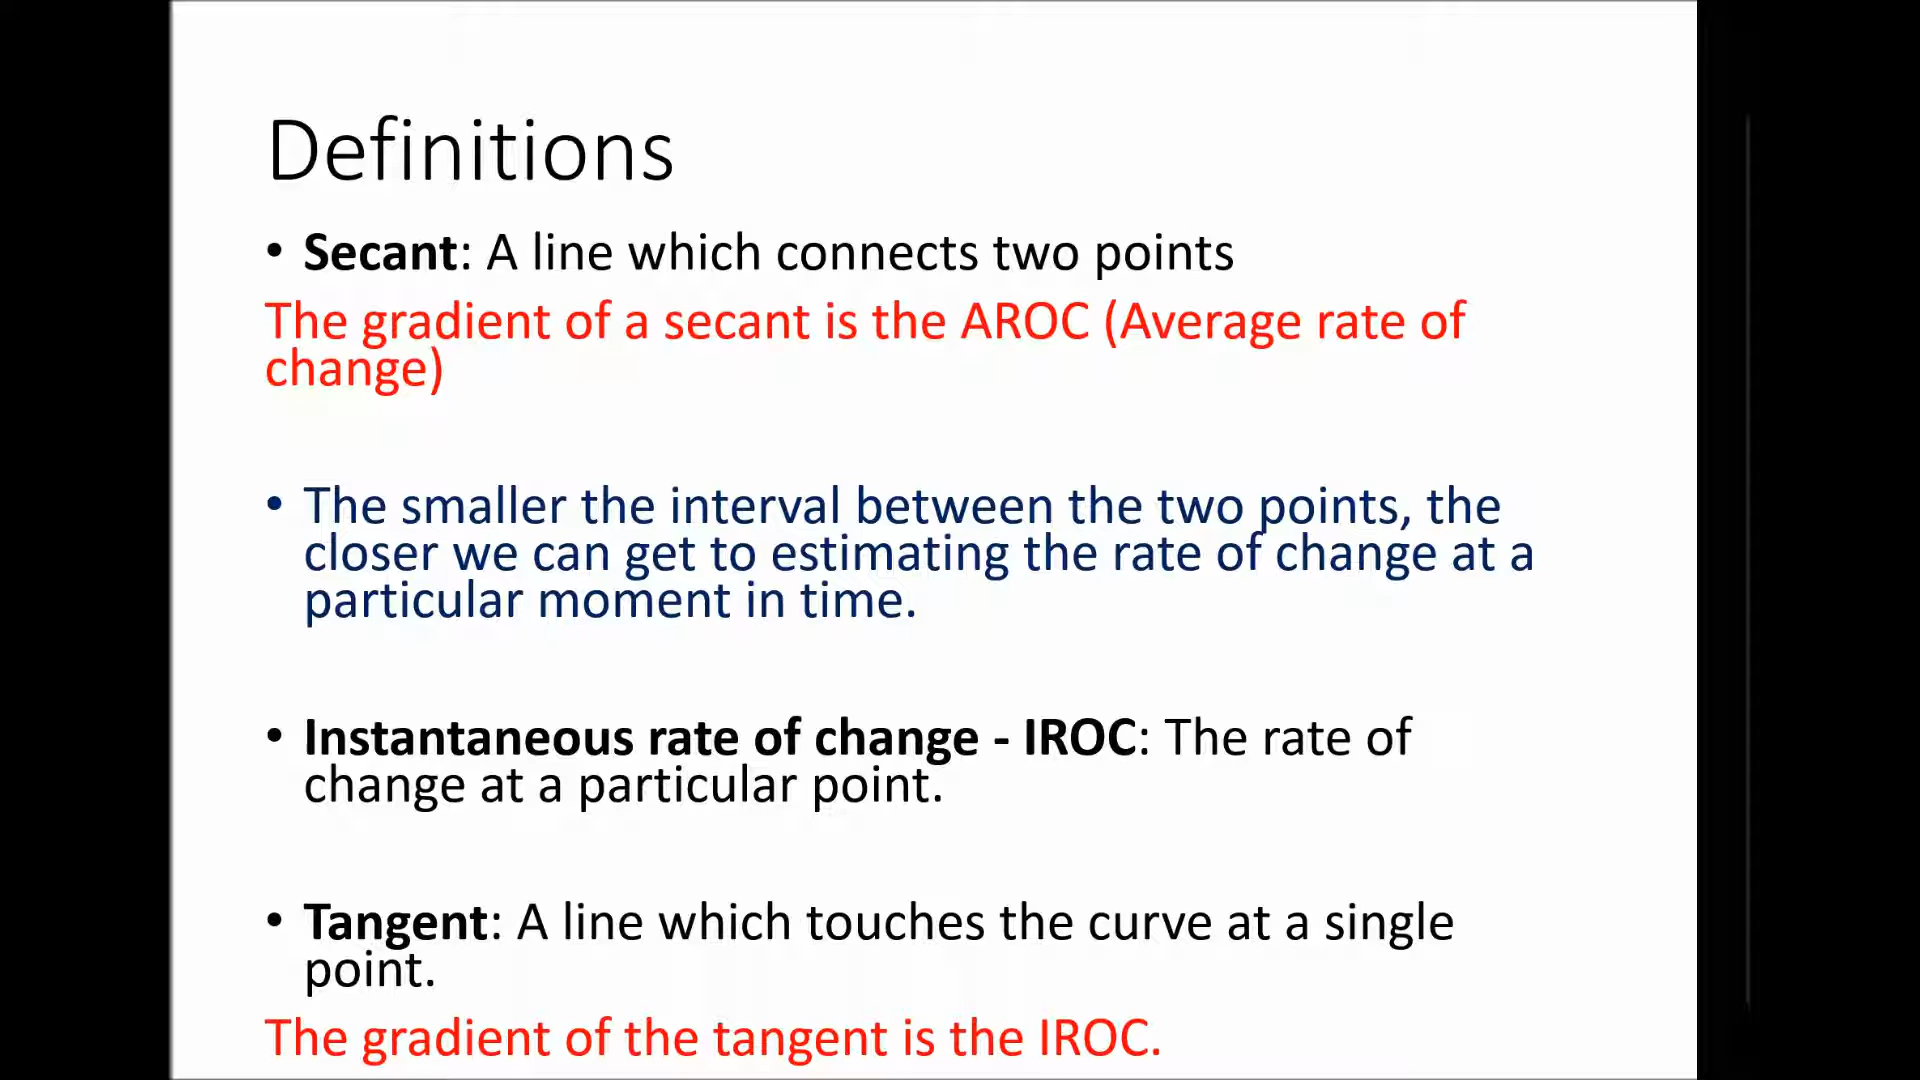 Definitions
• Secant: A line which connects two points
The gradient of a secant is the AROC (Average rate of
change)
• The smaller the interval between the two points, the
closer we can get to estimating the rate of change at a
particular moment in time.
• Instantaneous rate of change - IROC: The rate of
change at a particular point.
• Tangent: A line which touches the curve at a single
point.
The gradient of the tangent is the IROC.